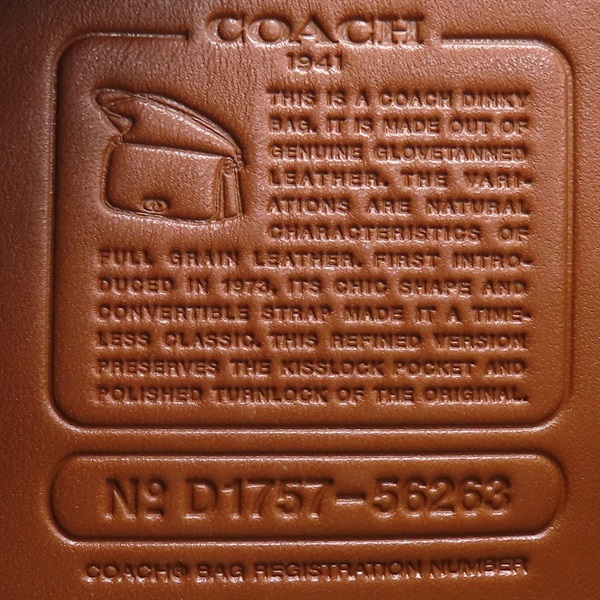 COACH
1941
THIS IS A COACH DINKY
BAG. IT IS MADE OUT OF
GENUINE GLOVETANNED
LEATHER. THE VARI-
ATIONS ARE NATURAL
CHARACTERISTICS OF
FULL GRAIN LEATHER. FIRST INTRO-
DUCED IN 1973, ITS CHIC SHAPE AND
CONVERTIBLE STRAP MADE IT A TIME-
LESS CLASSIC. THIS REFINED VERSION
PRESERVES THE KISSLOCK POCKET AND
POLISHED TURNLOCK OF THE ORIGINAL.
Nº D1757-56263
COACH® BAG REGISTRATION NUMBER